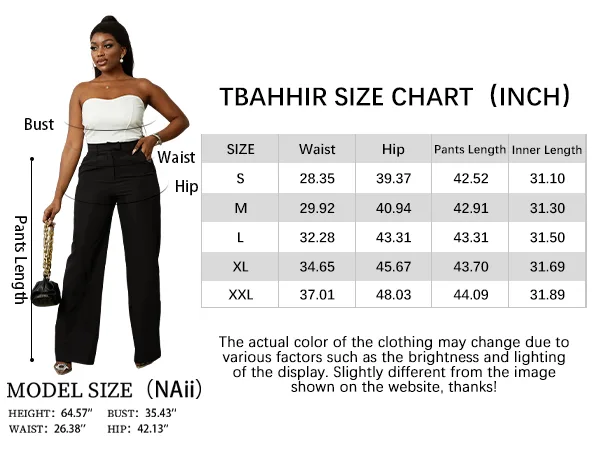 TBAHHIR SIZE CHART（INCH）
Bust
Waist
Hip
Pants Length
SIZE Waist Hip Pants Length Inner Length
S 28.35 39.37 42.52 31.10
M 29.92 40.94 42.91 31.30
L 32.28 43.31 43.31 31.50
XL 34.65 45.67 43.70 31.69
XXL 37.01 48.03 44.09 31.89
The actual color of the clothing may change due to
various factors such as the brightness and lighting
of the display. Slightly different from the image
shown on the website, thanks!
MODEL SIZE（NAii）
HEIGHT：64.57″ BUST：35.43″
WAIST：26.38″ HIP：42.13″